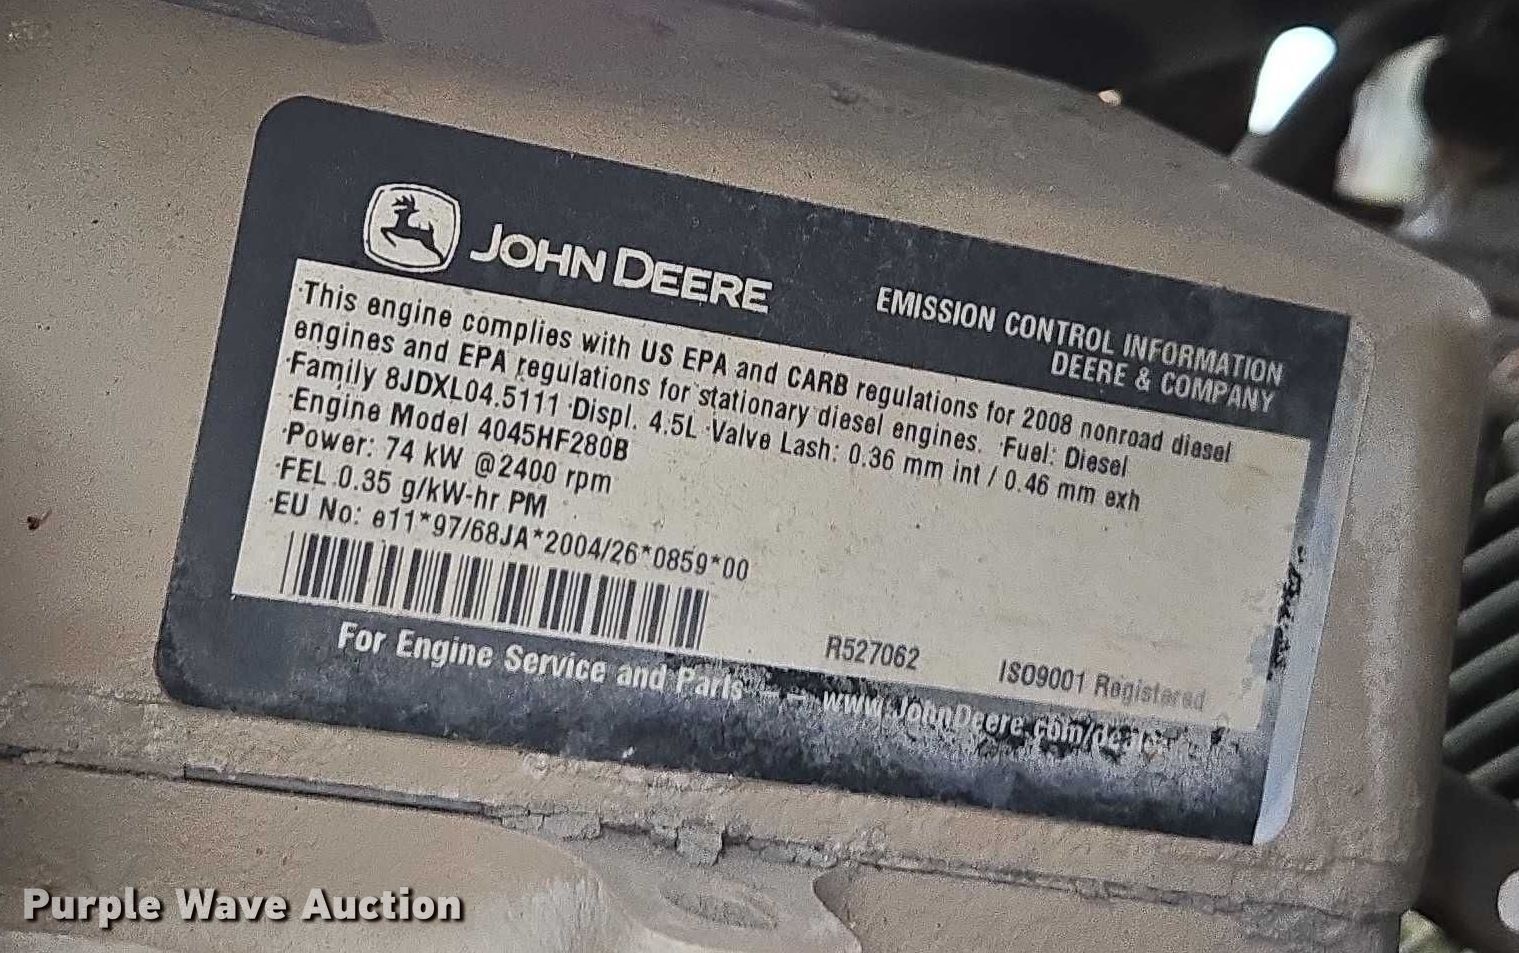 JOHN DEERE
EMISSION CONTROL INFORMATION
DEERE & COMPANY
·This engine complies with US EPA and CARB regulations for 2008 nonroad diesel
engines and EPA regulations for stationary diesel engines. ·Fuel: Diesel
·Family 8JDXL04.5111 ·Displ. 4.5L ·Valve Lash: 0.36 mm int / 0.46 mm exh
·Engine Model 4045HF280B
·Power: 74 kW @2400 rpm
·FEL 0.35 g/kW-hr PM
·EU No: e11*97/68JA*2004/26*0859*00
R527062
ISO9001 Registered
For Engine Service and Parts -- www.JohnDeere.com/dealer
Purple Wave Auction